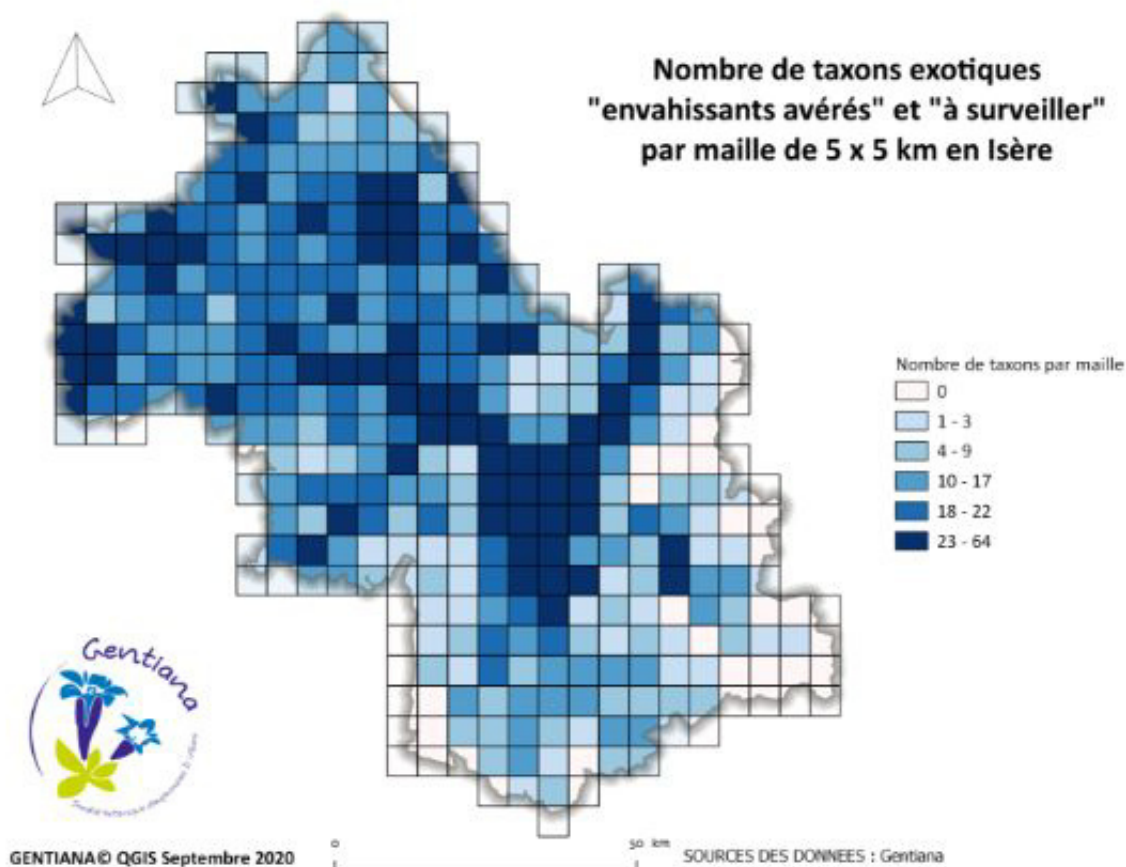 Nombre de taxons exotiques
"envahissants avérés" et "à surveiller"
par maille de 5 x 5 km en Isère
Nombre de taxons par maille
0
1 - 3
4 - 9
10 - 17
18 - 22
23 - 64
Gentiana
GENTIANA© QGIS Septembre 2020
0
50 km
SOURCES DES DONNEES : Gentiana